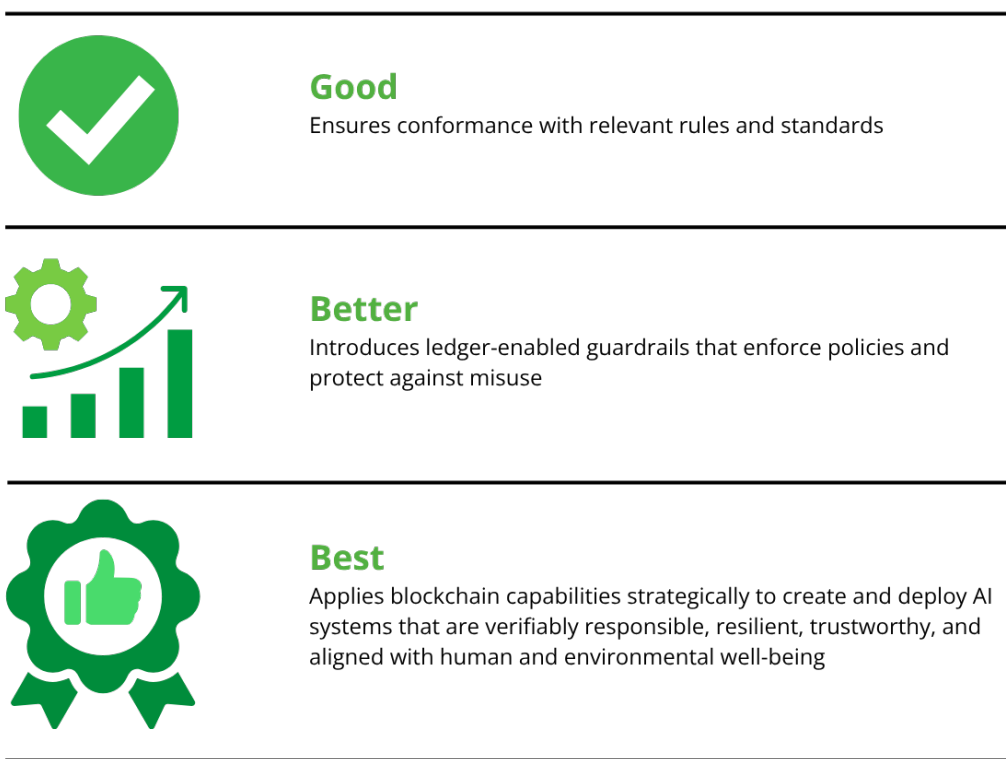 Good
Ensures conformance with relevant rules and standards
Better
Introduces ledger-enabled guardrails that enforce policies and
protect against misuse
Best
Applies blockchain capabilities strategically to create and deploy AI
systems that are verifiably responsible, resilient, trustworthy, and
aligned with human and environmental well-being